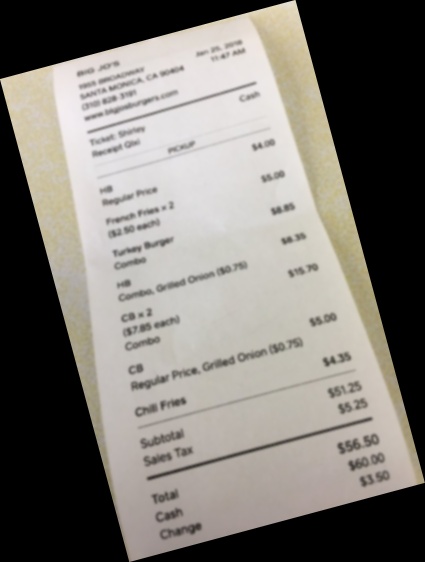 BIG JO'S
Jan 25, 2018
1955 BROADWAY
11:47 AM
SANTA MONICA, CA 90404
(310) 828-3191
www.bigjosburgers.com
Cash
Ticket: Shirley
Receipt
PICKUP
HB $4.00
Regular Price
French Fries × 2 $5.00
($2.50 each)
Turkey Burger $8.85
Combo
HB $8.35
Combo, Grilled Onion ($0.75)
CB × 2 $15.70
($7.85 each)
Combo
CB $5.00
Regular Price, Grilled Onion ($0.75)
Chili Fries $4.35
Subtotal $51.25
Sales Tax $5.25
Total $56.50
Cash $60.00
Change $3.50